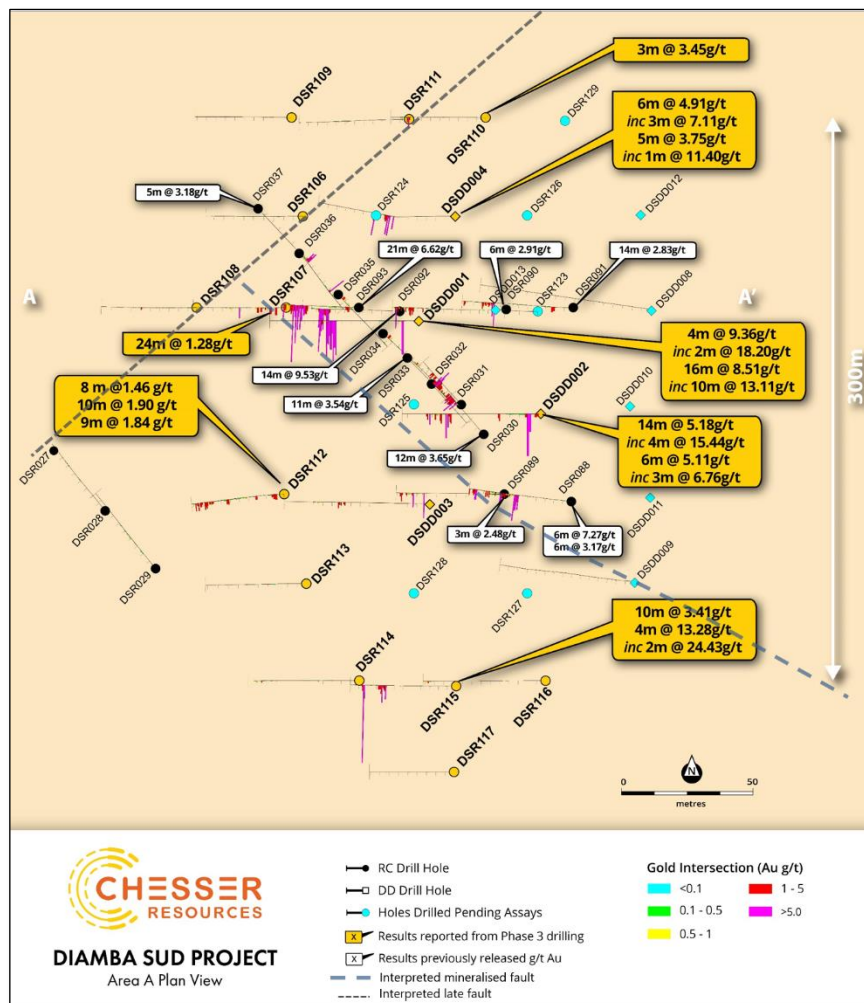 3m @ 3.45g/t
DSR109
DSR111
DSR110
DSR129
6m @ 4.91g/t
inc 3m @ 7.11g/t
5m @ 3.75g/t
inc 1m @ 11.40g/t
5m @ 3.18g/t
DSR037
DSR106
DSR124
DSDD004
DSR126
DSDD012
DSR036
21m @ 6.62g/t
6m @ 2.91g/t
14m @ 2.83g/t
A
DSR108
DSR107
DSR035
DSR093
DSR092
DSDD001
DSDD013
DSR090
DSR123
DSR091
DSDD008
A’
24m @ 1.28g/t
14m @ 9.53g/t
DSR034
DSR033
4m @ 9.36g/t
inc 2m @ 18.20g/t
16m @ 8.51g/t
inc 10m @ 13.11g/t
300m
8 m @1.46 g/t
10m @ 1.90 g/t
9m @ 1.84 g/t
11m @ 3.54g/t
DSR032
DSR031
DSR125
DSDD002
DSDD010
DSR030
12m @ 3.65g/t
14m @ 5.18g/t
inc 4m @ 15.44g/t
6m @ 5.11g/t
inc 3m @ 6.76g/t
DSR027
DSR028
DSR029
DSR112
DSDD003
DSR089
DSR088
DSDD011
3m @ 2.48g/t
6m @ 7.27g/t
6m @ 3.17g/t
DSDD009
DSR113
DSR128
DSR127
10m @ 3.41g/t
4m @ 13.28g/t
inc 2m @ 24.43g/t
DSR114
DSR115
DSR116
DSR117
N
0 50
metres
CHESSER
RESOURCES
DIAMBA SUD PROJECT
Area A Plan View
RC Drill Hole
DD Drill Hole
Holes Drilled Pending Assays
X Results reported from Phase 3 drilling
X Results previously released g/t Au
Interpreted mineralised fault
Interpreted late fault
Gold Intersection (Au g/t)
<0.1
0.1 - 0.5
0.5 - 1
1 - 5
>5.0